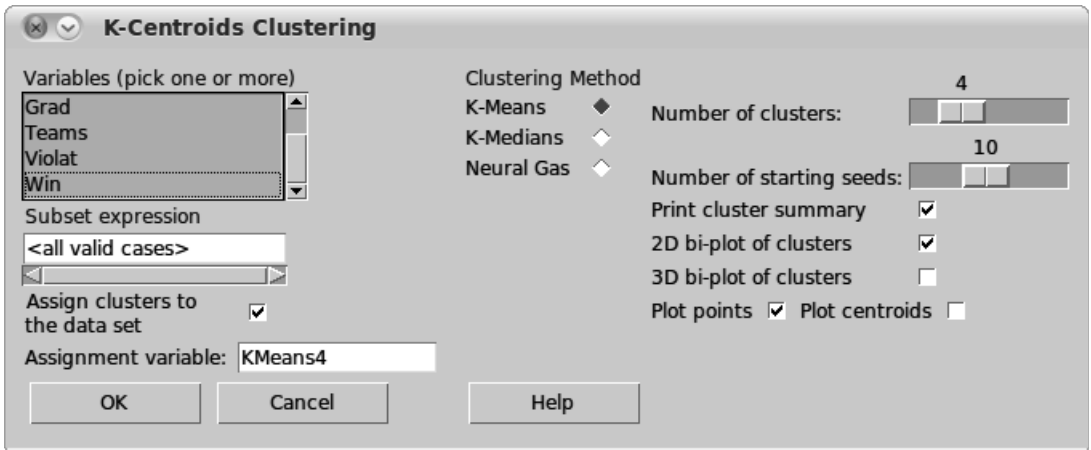 K-Centroids Clustering
Variables (pick one or more)
Grad
Teams
Violat
Win
Subset expression
<all valid cases>
Assign clusters to
the data set
Assignment variable: KMeans4
OK
Cancel
Help
Clustering Method
K-Means
K-Medians
Neural Gas
4
Number of clusters:
10
Number of starting seeds:
Print cluster summary
2D bi-plot of clusters
3D bi-plot of clusters
Plot points
Plot centroids